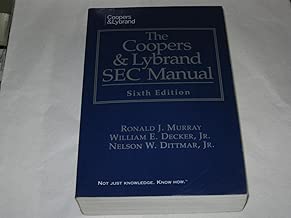 Coopers
&Lybrand
The
Coopers
& Lybrand
SEC Manual
Sixth Edition
RONALD J. MURRAY
WILLIAM E. DECKER, JR.
NELSON W. DITTMAR, JR.
NOT JUST KNOWLEDGE. KNOW HOW.™